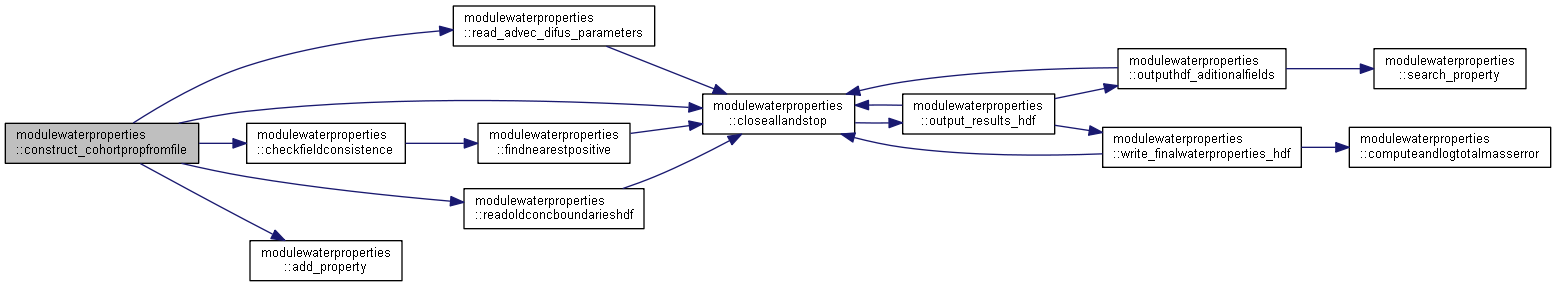 modulewaterproperties
::construct_cohortpropfromfile
modulewaterproperties
::read_advec_difus_parameters
modulewaterproperties
::checkfieldconsistence
modulewaterproperties
::findnearestpositive
modulewaterproperties
::readoldconcboundarieshdf
modulewaterproperties
::add_property
modulewaterproperties
::closeallandstop
modulewaterproperties
::output_results_hdf
modulewaterproperties
::outputhdf_aditionalfields
modulewaterproperties
::write_finalwaterproperties_hdf
modulewaterproperties
::search_property
modulewaterproperties
::computeandlogtotalmasserror